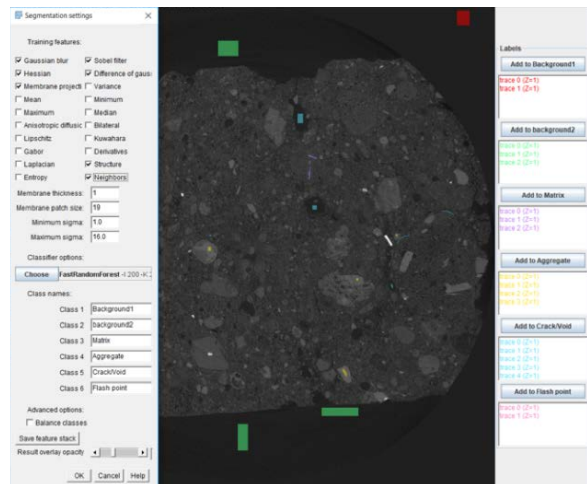 Segmentation settings
Training features:
Gaussian blur Sobel filter
Hessian Difference of gaus
Membrane projecti Variance
Mean Minimum
Maximum Median
Anisotropic diffusic Bilateral
Lipschitz Kuwahara
Gabor Derivatives
Laplacian Structure
Entropy Neighbors
Membrane thickness: 1
Membrane patch size: 19
Minimum sigma: 1.0
Maximum sigma: 16.0
Classifier options:
Choose FastRandomForest -I 200 -K
Class names:
Class 1 Background1
Class 2 background2
Class 3 Matrix
Class 4 Aggregate
Class 5 Crack/Void
Class 6 Flash point
Advanced options:
Balance classes
Save feature stack
Result overlay opacity
OK Cancel Help
Labels
Add to Background1
trace 0 (Z=1)
trace 1 (Z=1)
Add to background2
trace 0 (Z=1)
trace 1 (Z=1)
trace 2 (Z=1)
Add to Matrix
trace 0 (Z=1)
trace 1 (Z=1)
trace 2 (Z=1)
Add to Aggregate
trace 0 (Z=1)
trace 1 (Z=1)
trace 2 (Z=1)
trace 3 (Z=1)
Add to Crack/Void
trace 0 (Z=1)
trace 1 (Z=1)
trace 2 (Z=1)
trace 3 (Z=1)
trace 4 (Z=1)
Add to Flash point
trace 0 (Z=1)
trace 1 (Z=1)